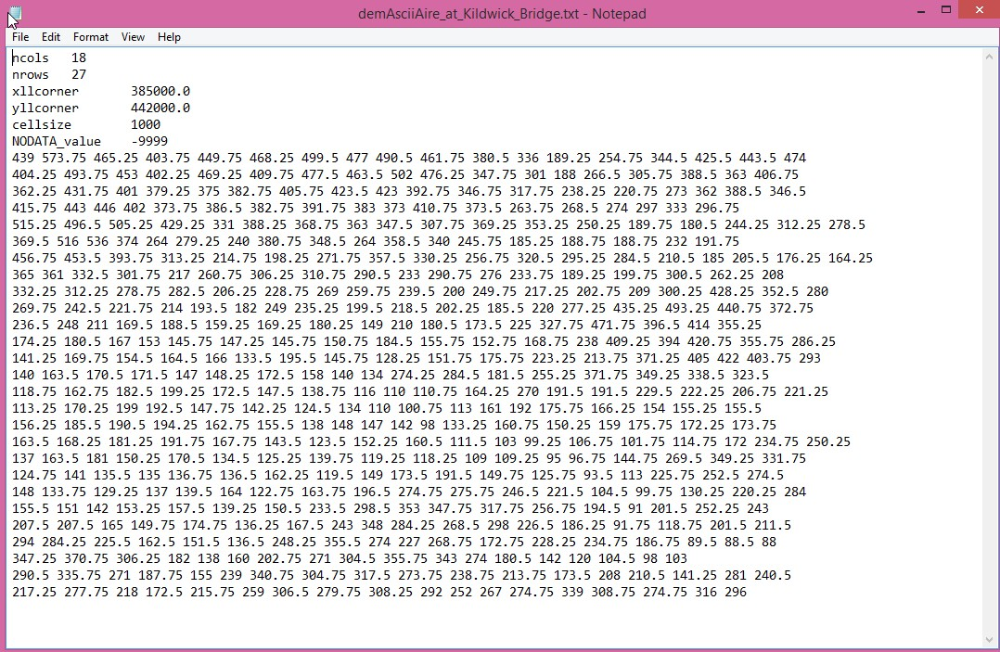 demAsciiAire_at_Kildwick_Bridge.txt - Notepad
File Edit Format View Help
ncols 18
nrows 27
xllcorner 385000.0
yllcorner 442000.0
cellsize 1000
NODATA_value -9999
439 573.75 465.25 403.75 449.75 468.25 499.5 477 490.5 461.75 380.5 336 189.25 254.75 344.5 425.5 443.5 474
404.25 493.75 453 402.25 469.25 409.75 477.5 463.5 502 476.25 347.75 301 188 266.5 305.75 388.5 363 406.75
362.25 431.75 401 379.25 375 382.75 405.75 423.5 423 392.75 346.75 317.75 238.25 220.75 273 362 388.5 346.5
415.75 443 446 402 373.75 386.5 382.75 391.75 383 373 410.75 373.5 263.75 268.5 274 297 333 296.75
515.25 496.5 505.25 429.25 331 388.25 368.75 363 347.5 307.75 369.25 353.25 250.25 189.75 180.5 244.25 312.25 278.5
369.5 516 536 374 264 279.25 240 380.75 348.5 264 358.5 340 245.75 185.25 188.75 188.75 232 191.75
456.75 453.5 393.75 313.25 214.75 198.25 271.75 357.5 330.25 256.75 320.5 295.25 284.5 210.5 185 205.5 176.25 164.25
365 361 332.5 301.75 217 260.75 306.25 310.75 290.5 233 290.75 276 233.75 189.25 199.75 300.5 262.25 208
332.25 312.25 278.75 282.5 206.25 228.75 269 259.75 239.5 200 249.75 217.25 202.75 209 300.25 428.25 352.5 280
269.75 242.5 221.75 214 193.5 182 249 235.25 199.5 218.5 202.25 185.5 220 277.25 435.25 493.25 440.75 372.75
236.5 248 211 169.5 188.5 159.25 169.25 180.25 149 210 180.5 173.5 225 327.75 471.75 396.5 414 355.25
174.25 180.5 167 153 145.75 147.25 145.75 150.75 184.5 155.75 152.75 168.75 238 409.25 394 420.75 355.75 286.25
141.25 169.75 154.5 164.5 166 133.5 195.5 145.75 128.25 151.75 175.75 223.25 213.75 371.25 405 422 403.75 293
140 163.5 170.5 171.5 147 148.25 172.5 158 140 134 274.25 284.5 181.5 255.25 371.75 349.25 338.5 323.5
118.75 162.75 182.5 199.25 172.5 147.5 138.75 116 110 110.75 164.25 270 191.5 191.5 229.5 222.25 206.75 221.25
113.25 170.25 199 192.5 147.75 142.25 124.5 134 110 100.75 113 161 192 175.75 166.25 154 155.25 155.5
156.25 185.5 190.5 194.25 162.75 155.5 138 148 147 142 98 133.25 160.75 150.25 159 175.75 172.25 173.75
163.5 168.25 181.25 191.75 167.75 143.5 123.5 152.25 160.5 111.5 103 99.25 106.75 101.75 114.75 172 234.75 250.25
137 163.5 181 150.25 170.5 134.5 125.25 139.75 119.25 118.25 109 109.25 95 96.75 144.75 269.5 349.25 331.75
124.75 141 135.5 135 136.75 136.5 162.25 119.5 149 173.5 191.5 149.75 125.75 93.5 113 225.75 252.5 274.5
148 133.75 129.25 137 139.5 164 122.75 163.75 196.5 274.75 275.75 246.5 221.5 104.5 99.75 130.25 220.25 284
155.5 151 142 153.25 157.5 139.25 150.5 233.5 298.5 353 347.75 317.75 256.75 194.5 91 201.5 252.25 243
207.5 207.5 165 149.75 174.75 136.25 167.5 243 348 284.25 268.5 298 226.5 186.25 91.75 118.75 201.5 211.5
294 284.25 225.5 162.5 151.5 136.5 248.25 355.5 274 227 268.75 172.75 228.25 234.75 186.75 89.5 88.5 88
347.25 370.75 306.25 182 138 160 202.75 271 304.5 355.75 343 274 180.5 142 120 104.5 98 103
290.5 335.75 271 187.75 155 239 340.75 304.75 317.5 273.75 238.75 213.75 173.5 208 210.5 141.25 281 240.5
217.25 277.75 218 172.5 215.75 259 306.5 279.75 308.25 292 252 267 274.75 339 308.75 274.75 316 296